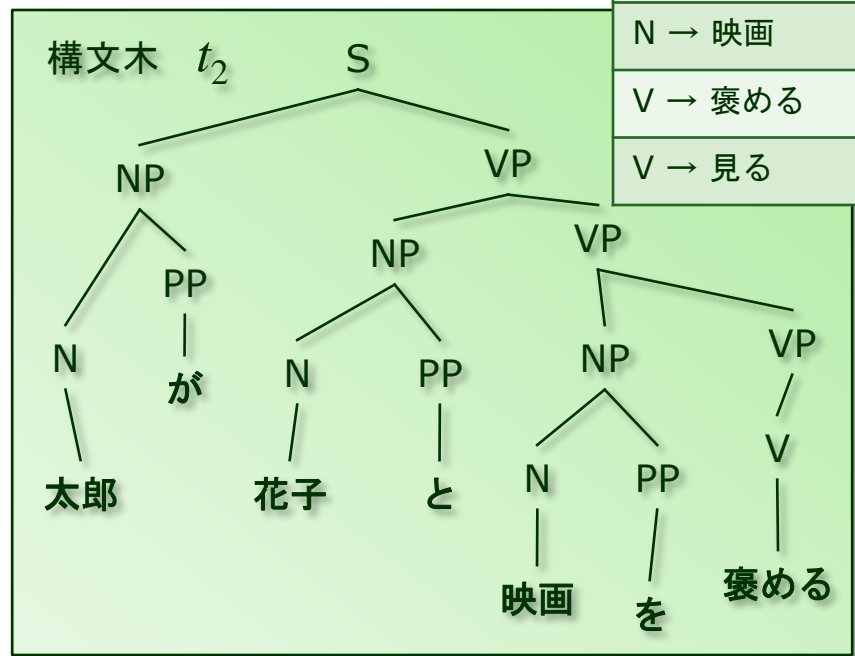 構文木 t₂
S
N → 映画
V → 褒める
V → 見る
NP VP
NP VP
PP
N が N PP NP VP
太郎 花子 と N PP V
映画 を 褒める